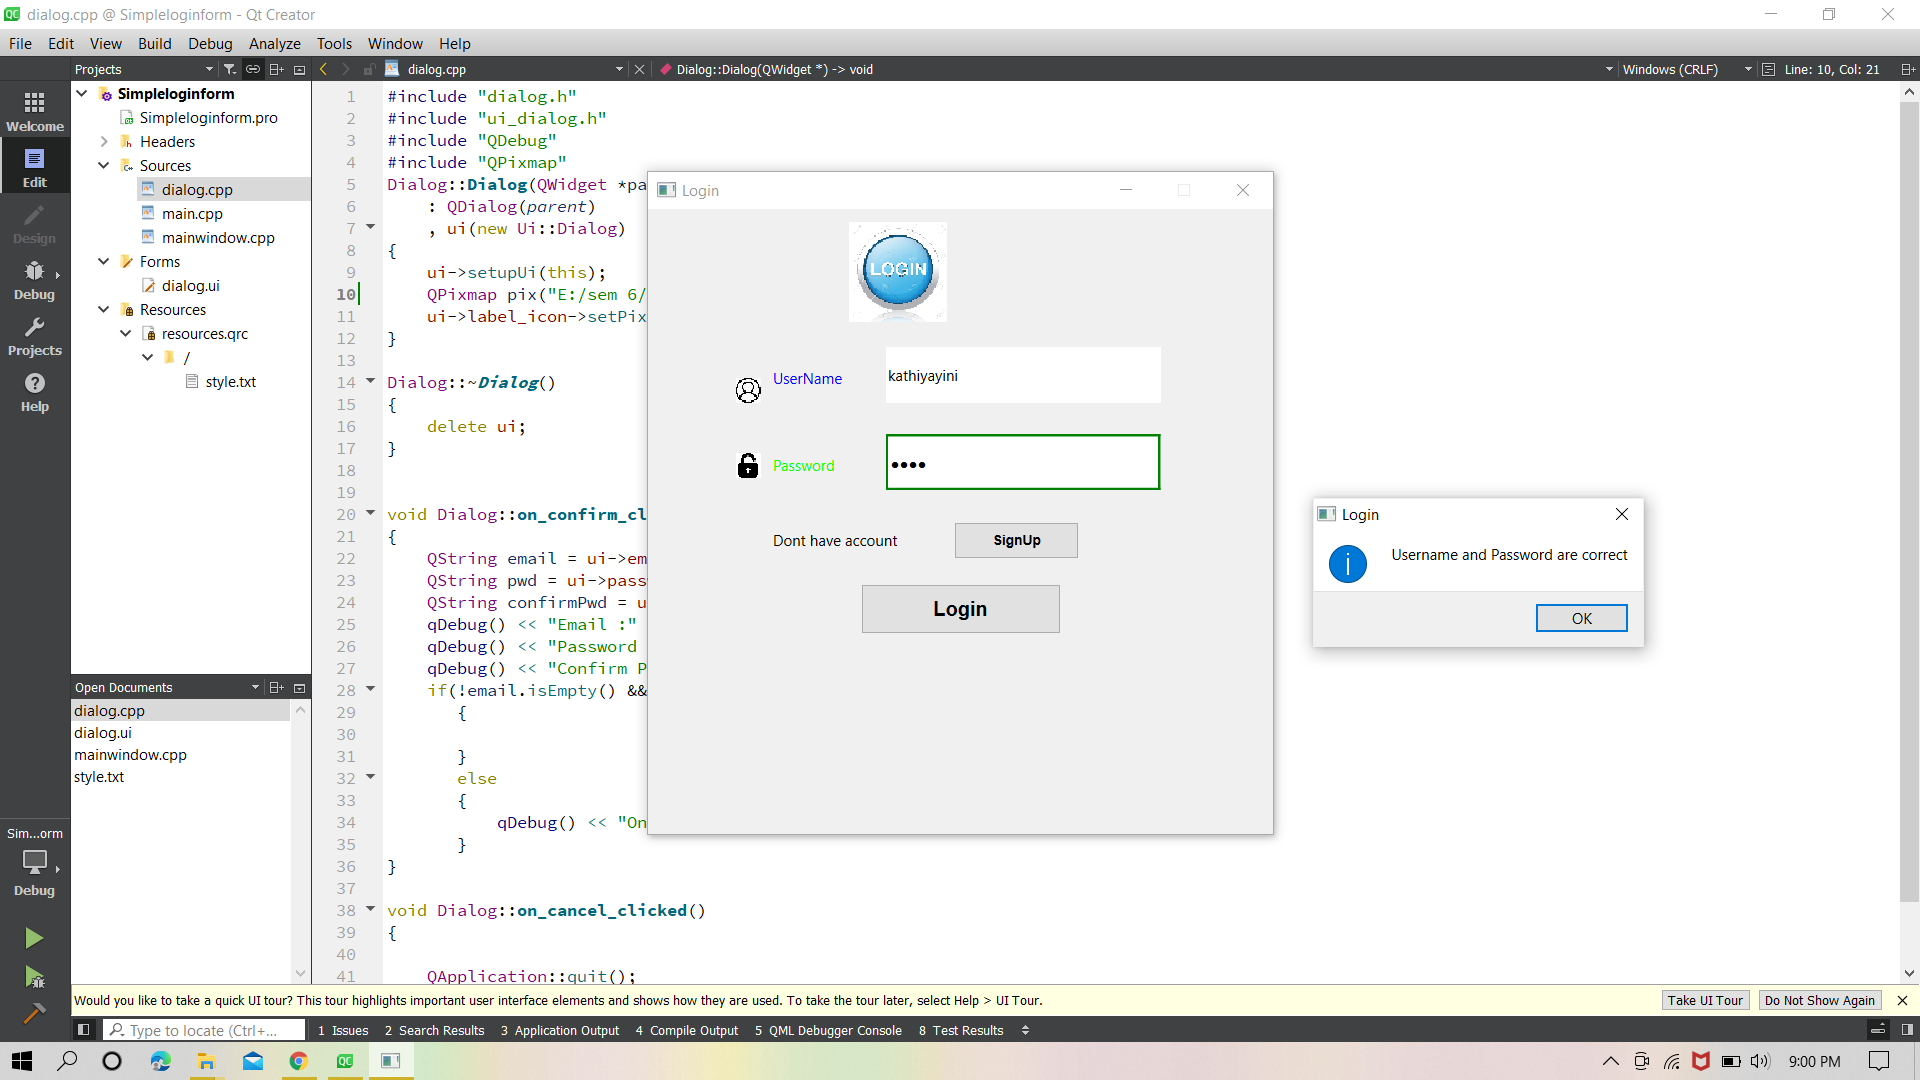 dialog.cpp @ Simpleloginform - Qt Creator
File Edit View Build Debug Analyze Tools Window Help
Projects
dialog.cpp
Dialog::Dialog(QWidget *) -> void
Windows (CRLF)
Line: 10, Col: 21
Welcome
Edit
Design
Debug
Projects
Help
Simpleloginform
Simpleloginform.pro
Headers
Sources
dialog.cpp
main.cpp
mainwindow.cpp
Forms
dialog.ui
Resources
resources.qrc
/
style.txt
Open Documents
dialog.cpp
dialog.ui
mainwindow.cpp
style.txt
Sim...orm
Debug
1 #include "dialog.h"
2 #include "ui_dialog.h"
3 #include "QDebug"
4 #include "QPixmap"
5 Dialog::Dialog(QWidget *pa
6 : QDialog(parent)
7 , ui(new Ui::Dialog)
8 {
9 ui->setupUi(this);
10 QPixmap pix("E:/sem 6/
11 ui->label_icon->setPix
12 }
13
14 Dialog::~Dialog()
15 {
16 delete ui;
17 }
18
19
20 void Dialog::on_confirm_cl
21 {
22 QString email = ui->em
23 QString pwd = ui->pass
24 QString confirmPwd = u
25 qDebug() << "Email :"
26 qDebug() << "Password
27 qDebug() << "Confirm P
28 if(!email.isEmpty() &&
29 {
30
31 }
32 else
33 {
34 qDebug() << "On
35 }
36 }
37
38 void Dialog::on_cancel_clicked()
39 {
40
41 QApplication::quit();
Login
LOGIN
UserName
kathiyayini
Password
••••
Dont have account
SignUp
Login
Login
Username and Password are correct
OK
Would you like to take a quick UI tour? This tour highlights important user interface elements and shows how they are used. To take the tour later, select Help > UI Tour.
Take UI Tour
Do Not Show Again
Type to locate (Ctrl+...
1 Issues 2 Search Results 3 Application Output 4 Compile Output 5 QML Debugger Console 8 Test Results
9:00 PM